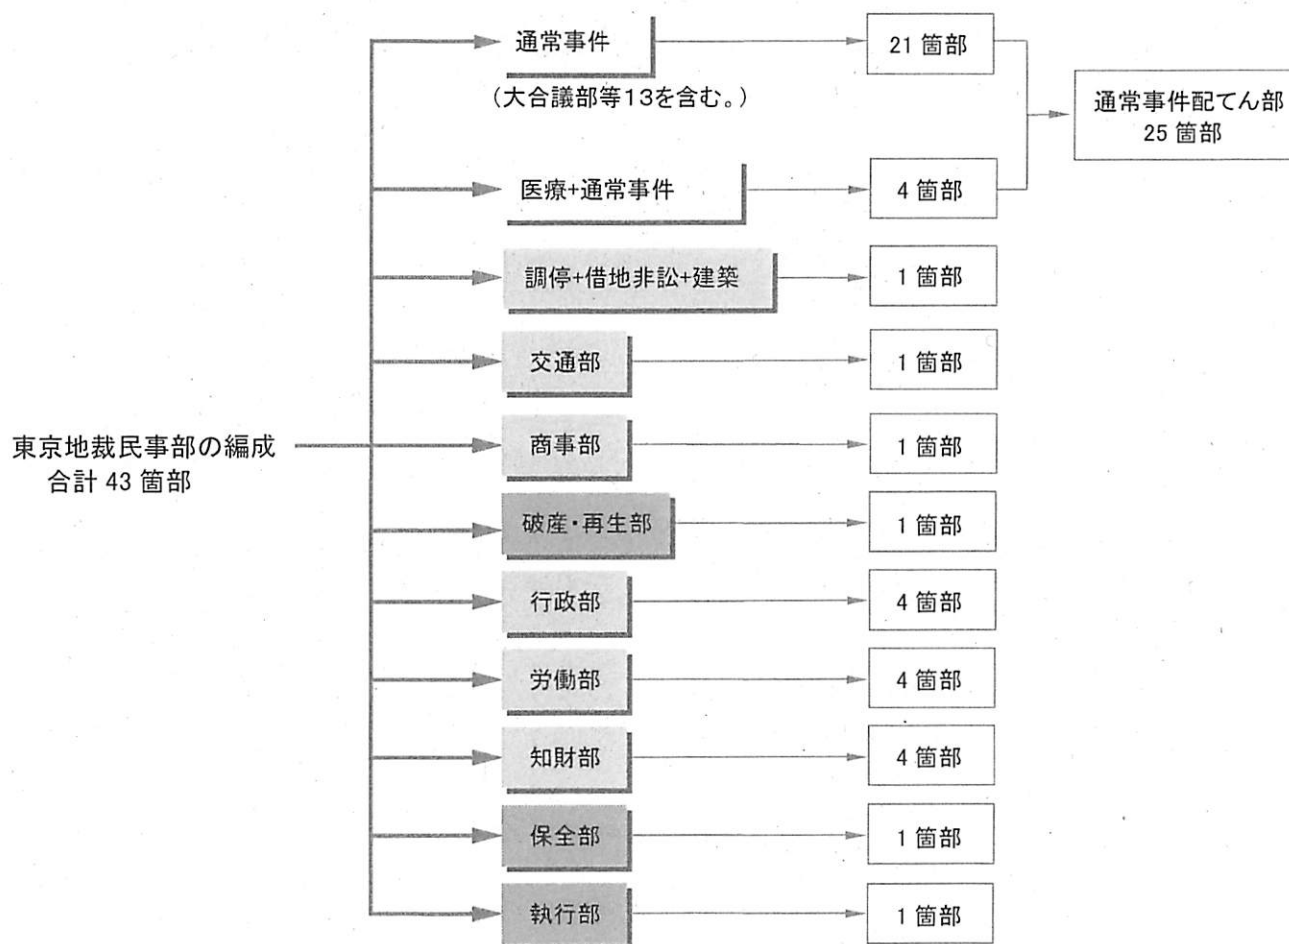 通常事件
21 箇部
(大合議部等13を含む。)
通常事件配てん部
25 箇部
医療+通常事件
4 箇部
調停+借地非訟+建築
1 箇部
交通部
1 箇部
東京地裁民事部の編成
合計 43 箇部
商事部
1 箇部
破産・再生部
1 箇部
行政部
4 箇部
労働部
4 箇部
知財部
4 箇部
保全部
1 箇部
執行部
1 箇部